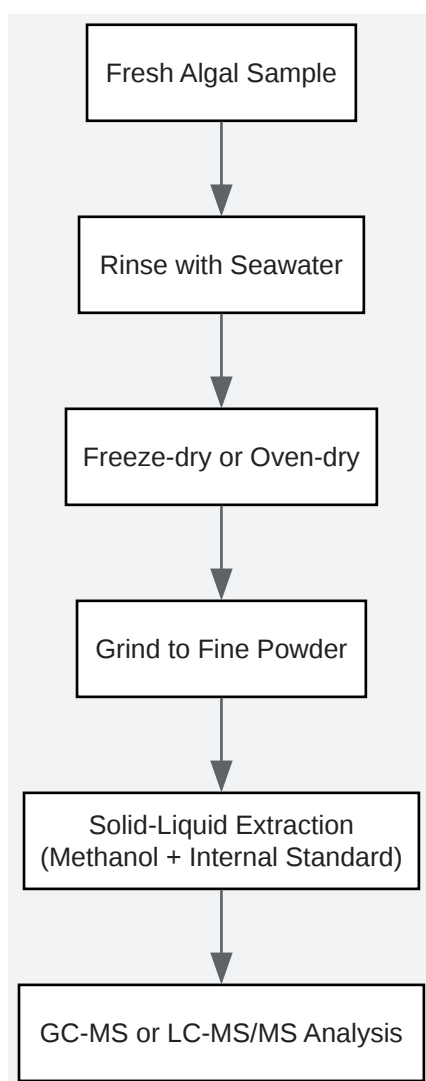 Fresh Algal Sample
Rinse with Seawater
Freeze-dry or Oven-dry
Grind to Fine Powder
Solid-Liquid Extraction
(Methanol + Internal Standard)
GC-MS or LC-MS/MS Analysis